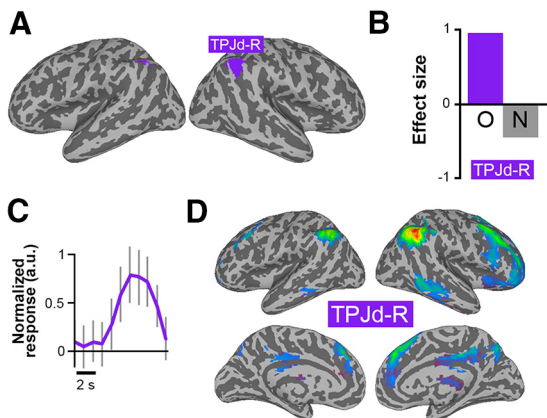 A
TPJd-R
B
Effect size
1
0
-1
O
N
TPJd-R
C
Normalized
response (a.u.)
1
0.5
0
2 s
D
TPJd-R